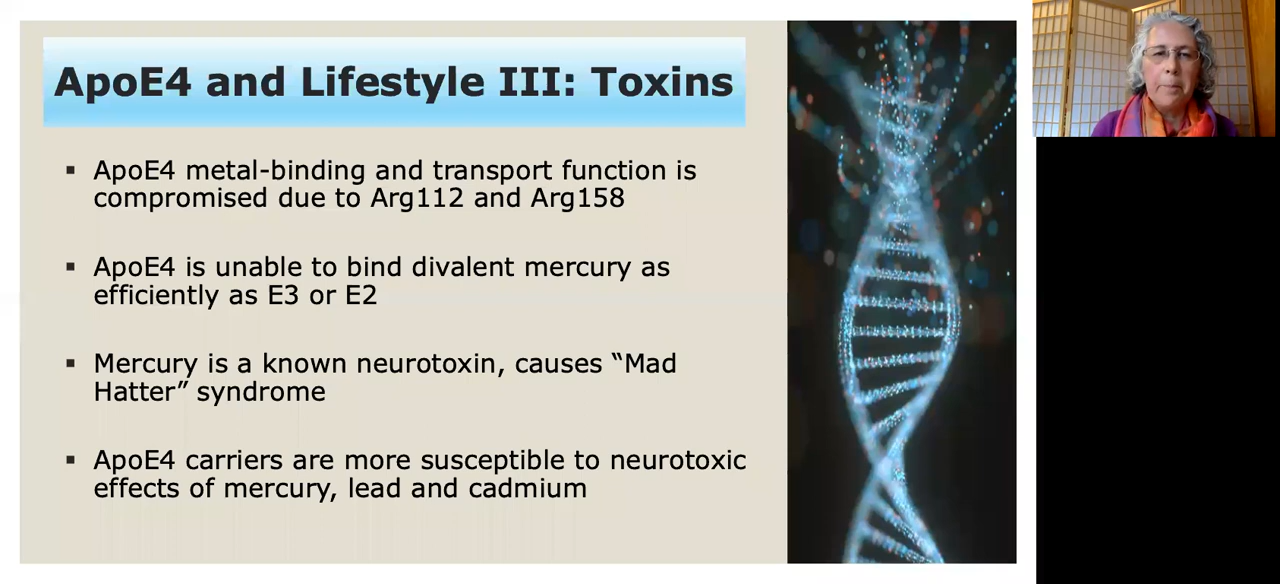 ApoE4 and Lifestyle III: Toxins
▪ ApoE4 metal-binding and transport function is
compromised due to Arg112 and Arg158
▪ ApoE4 is unable to bind divalent mercury as
efficiently as E3 or E2
▪ Mercury is a known neurotoxin, causes “Mad
Hatter” syndrome
▪ ApoE4 carriers are more susceptible to neurotoxic
effects of mercury, lead and cadmium